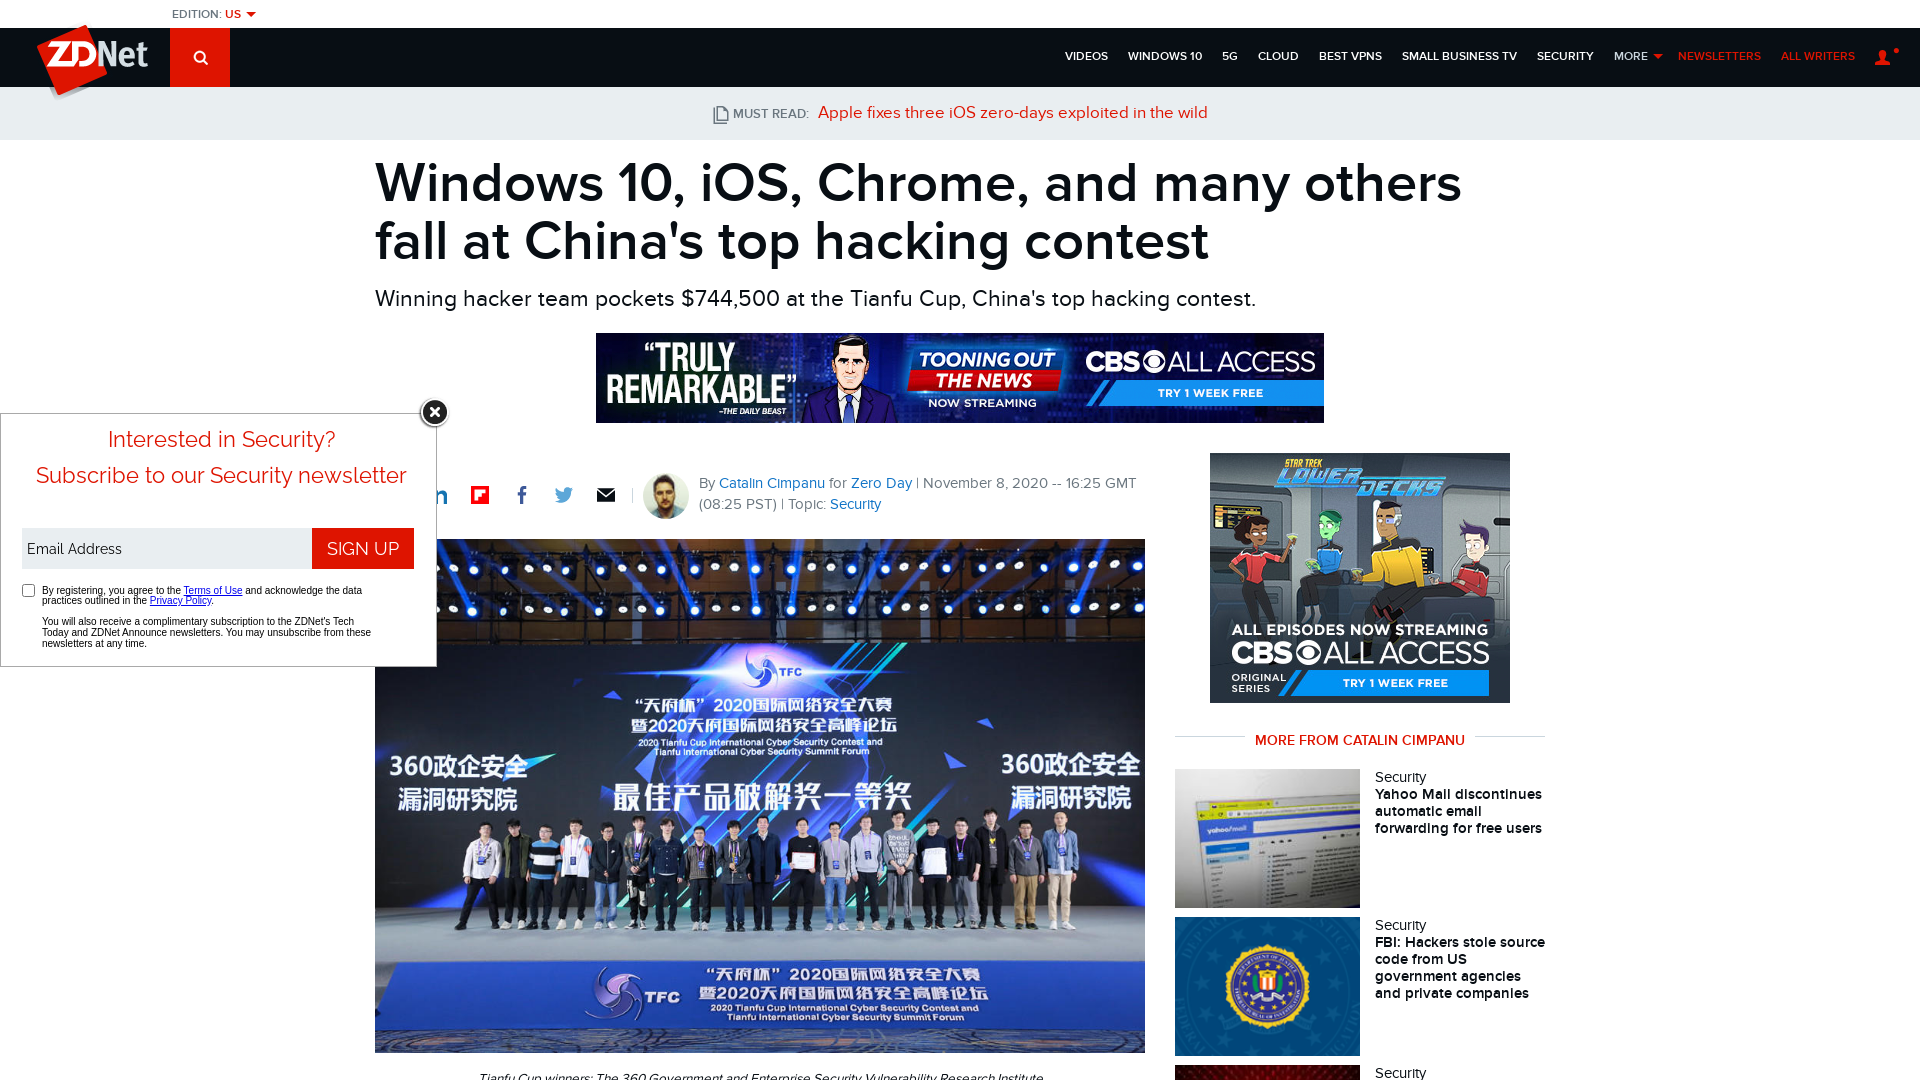 EDITION: US
ZDNet
VIDEOS WINDOWS 10 5G CLOUD BEST VPNS SMALL BUSINESS TV SECURITY MORE NEWSLETTERS ALL WRITERS
MUST READ: Apple fixes three iOS zero-days exploited in the wild
Windows 10, iOS, Chrome, and many others
fall at China's top hacking contest
Winning hacker team pockets $744,500 at the Tianfu Cup, China's top hacking contest.
"TRULY
REMARKABLE"
–THE DAILY BEAST
TOONING OUT
THE NEWS
NOW STREAMING
CBS ALL ACCESS
TRY 1 WEEK FREE
Interested in Security?
Subscribe to our Security newsletter
Email Address
SIGN UP
By registering, you agree to the Terms of Use and acknowledge the data
practices outlined in the Privacy Policy.
You will also receive a complimentary subscription to the ZDNet's Tech
Today and ZDNet Announce newsletters. You may unsubscribe from these
newsletters at any time.
By Catalin Cimpanu for Zero Day | November 8, 2020 -- 16:25 GMT
(08:25 PST) | Topic: Security
TFC
"天府杯"2020国际网络安全大赛
暨2020天府国际网络安全高峰论坛
2020 Tianfu Cup International Cyber Security Contest and
Tianfu International Cyber Security Summit Forum
360政企安全
漏洞研究院
最佳产品破解奖一等奖
360政企安全
漏洞研究院
TFC
"天府杯"2020国际网络安全大赛
暨2020天府国际网络安全高峰论坛
2020 Tianfu Cup International Cyber Security Contest and
Tianfu International Cyber Security Summit Forum
Tianfu Cup winners: The 360 Government and Enterprise Security Vulnerability Research Institute
STAR TREK
LOWER
DECKS
ALL EPISODES NOW STREAMING
CBS ALL ACCESS
ORIGINAL
SERIES
TRY 1 WEEK FREE
MORE FROM CATALIN CIMPANU
yahoo!mail
Security
Yahoo Mail discontinues
automatic email
forwarding for free users
Security
FBI: Hackers stole source
code from US
government agencies
and private companies
Security